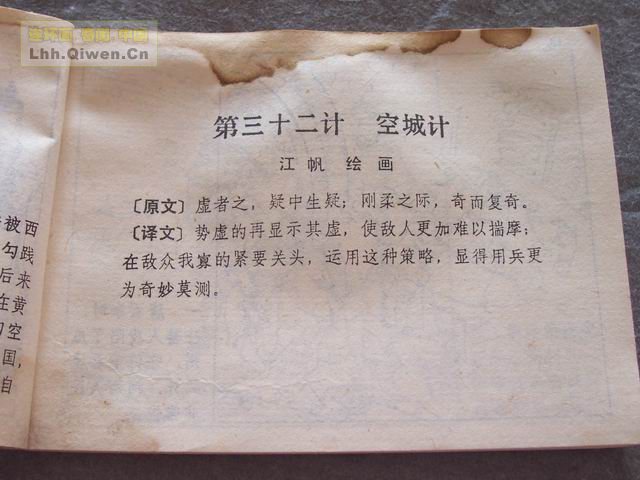 Lhh.Qiwen.Cn
第三十二计 空城计
江帆 绘画
〔原文〕虚者之，疑中生疑；刚柔之际，奇而复奇。
〔译文〕势虚的再显示其虚，使敌人更加难以揣摩；
在敌众我寡的紧要关头，运用这种策略，显得用兵更
为奇妙莫测。
被西
勾践
后来
在黄
空
国，
自